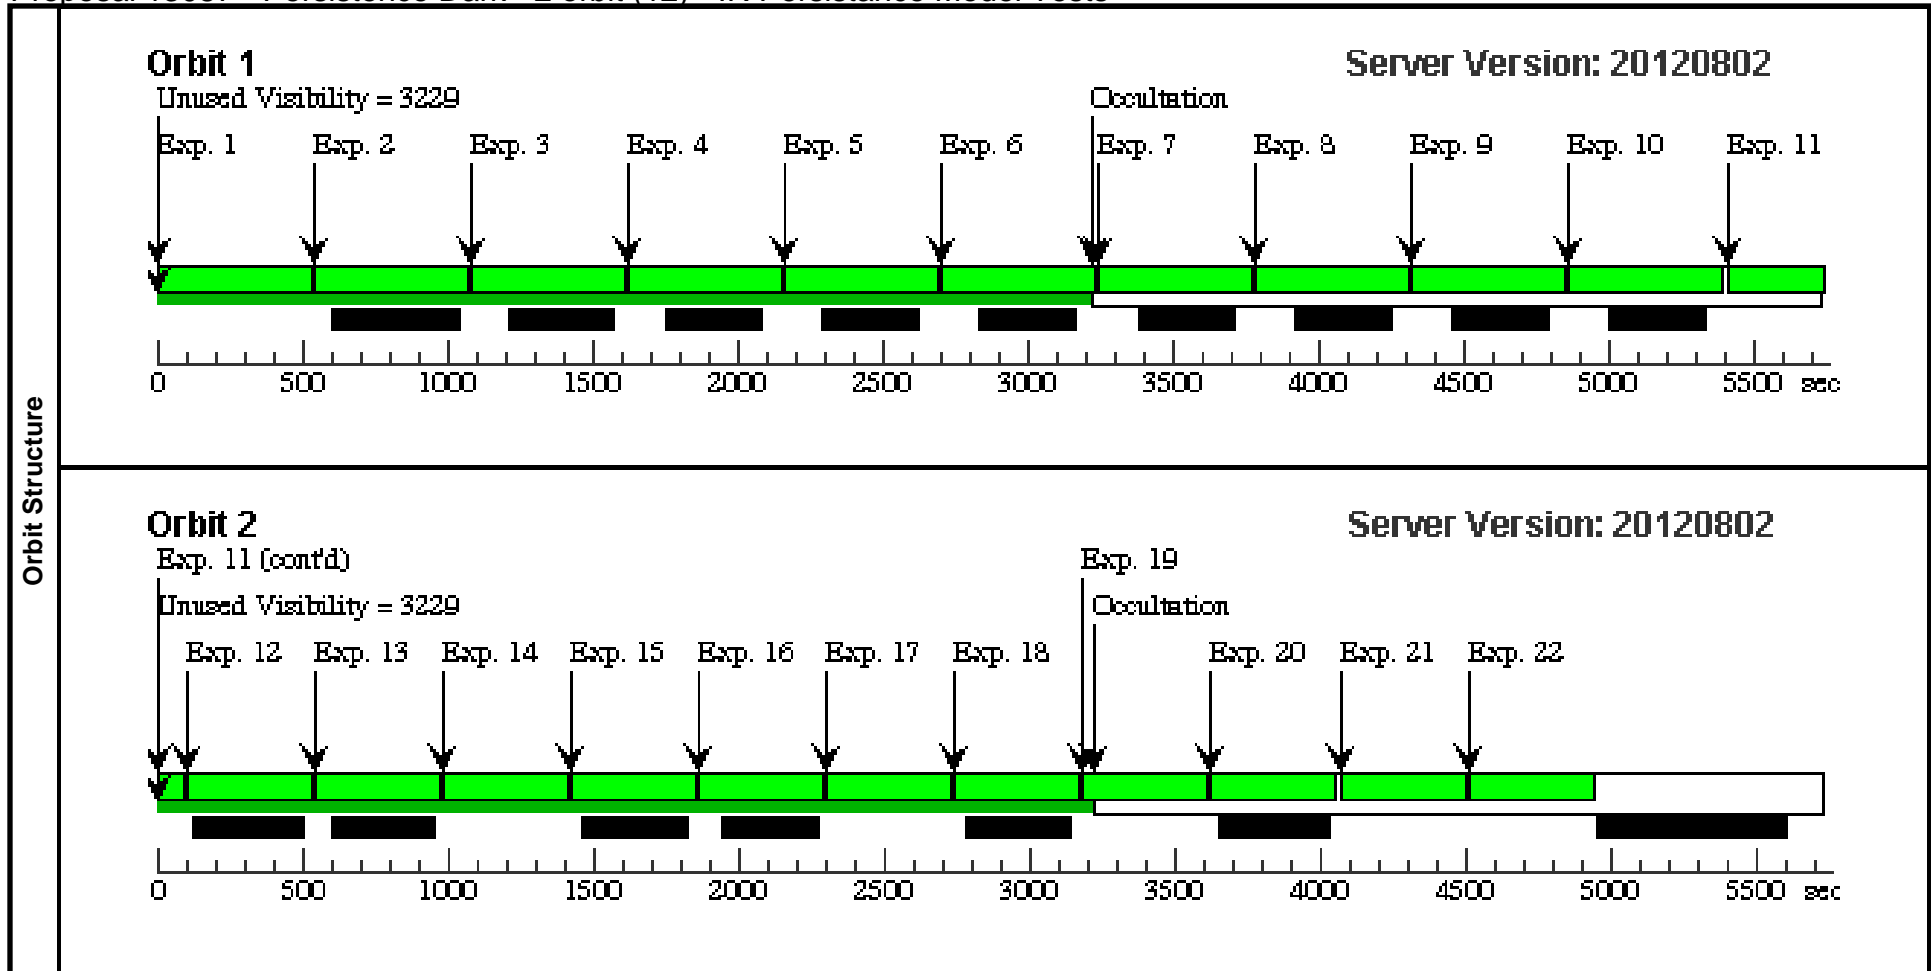 Orbit Structure
Orbit 1
Server Version: 20120802
Unused Visibility = 3229
Occultation
Exp. 1 Exp. 2 Exp. 3 Exp. 4 Exp. 5 Exp. 6 Exp. 7 Exp. 8 Exp. 9 Exp. 10 Exp. 11
0 500 1000 1500 2000 2500 3000 3500 4000 4500 5000 5500 sec
Orbit 2
Server Version: 20120802
Exp. 11 (cont'd)
Exp. 19
Unused Visibility = 3229
Occultation
Exp. 12 Exp. 13 Exp. 14 Exp. 15 Exp. 16 Exp. 17 Exp. 18 Exp. 20 Exp. 21 Exp. 22
0 500 1000 1500 2000 2500 3000 3500 4000 4500 5000 5500 sec